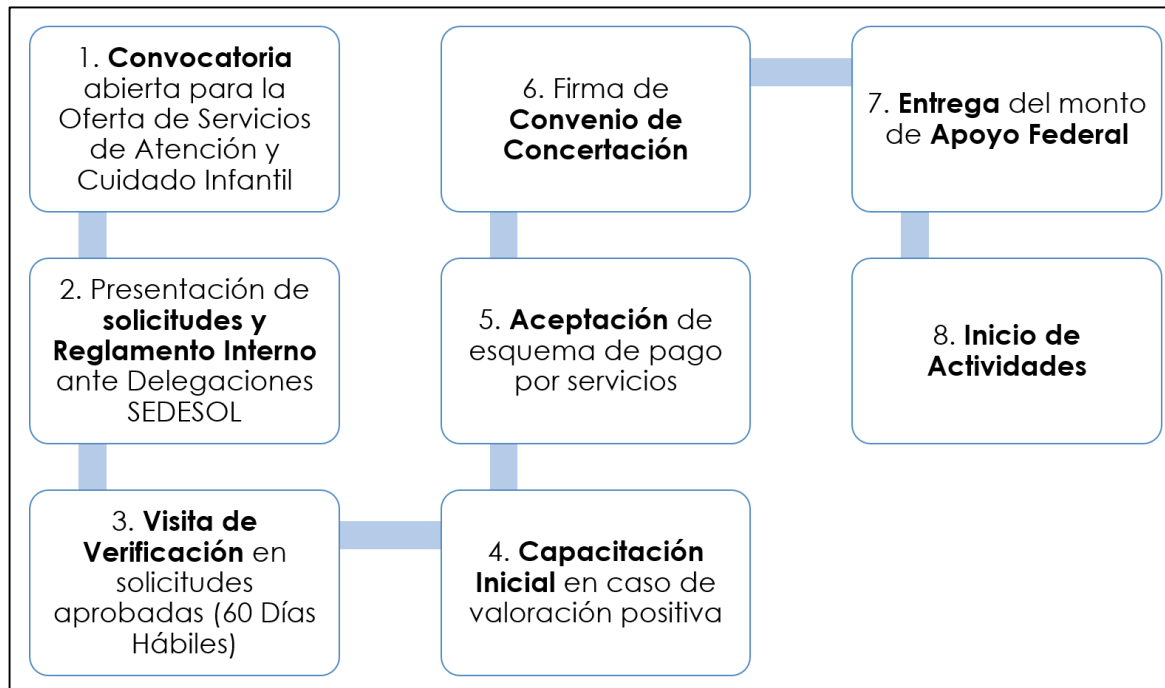 1. Convocatoria
abierta para la
Oferta de Servicios
de Atención y
Cuidado Infantil
2. Presentación de
solicitudes y
Reglamento Interno
ante Delegaciones
SEDESOL
3. Visita de
Verificación en
solicitudes
aprobadas (60 Días
Hábiles)
4. Capacitación
Inicial en caso de
valoración positiva
5. Aceptación de
esquema de pago
por servicios
6. Firma de
Convenio de
Concertación
7. Entrega del monto
de Apoyo Federal
8. Inicio de
Actividades